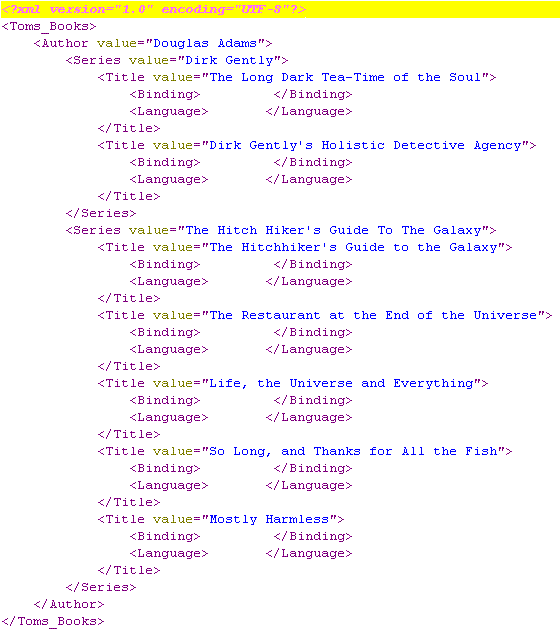 <?xml version="1.0" encoding="UTF-8"?>
<Toms_Books>
    <Author value="Douglas Adams">
        <Series value="Dirk Gently">
            <Title value="The Long Dark Tea-Time of the Soul">
                <Binding>         </Binding>
                <Language>       </Language>
            </Title>
            <Title value="Dirk Gently's Holistic Detective Agency">
                <Binding>         </Binding>
                <Language>       </Language>
            </Title>
        </Series>
        <Series value="The Hitch Hiker's Guide To The Galaxy">
            <Title value="The Hitchhiker's Guide to the Galaxy">
                <Binding>         </Binding>
                <Language>       </Language>
            </Title>
            <Title value="The Restaurant at the End of the Universe">
                <Binding>         </Binding>
                <Language>       </Language>
            </Title>
            <Title value="Life, the Universe and Everything">
                <Binding>         </Binding>
                <Language>       </Language>
            </Title>
            <Title value="So Long, and Thanks for All the Fish">
                <Binding>         </Binding>
                <Language>       </Language>
            </Title>
            <Title value="Mostly Harmless">
                <Binding>         </Binding>
                <Language>       </Language>
            </Title>
        </Series>
    </Author>
</Toms_Books>